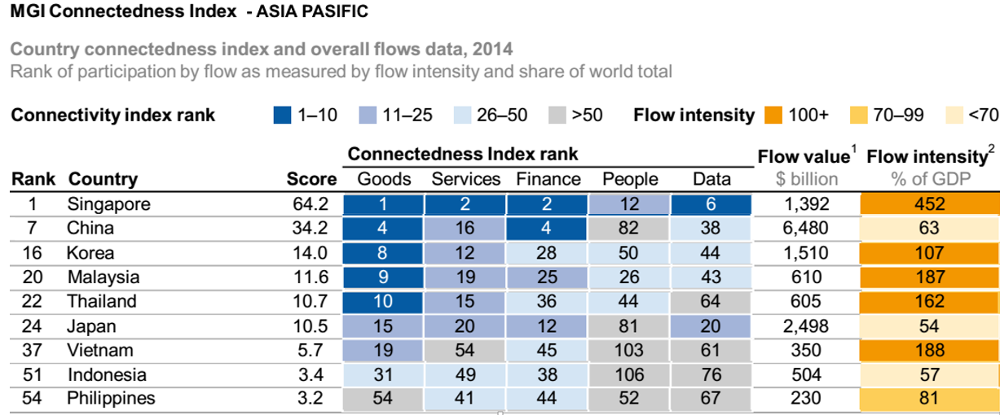 MGI Connectedness Index - ASIA PASIFIC
Country connectedness index and overall flows data, 2014
Rank of participation by flow as measured by flow intensity and share of world total
Connectivity index rank 1–10 11–25 26–50 >50 Flow intensity 100+ 70–99 <70
Connectedness Index rank Flow value1 Flow intensity2
Rank Country Score Goods Services Finance People Data $ billion % of GDP
1 Singapore 64.2 1 2 2 12 6 1,392 452
7 China 34.2 4 16 4 82 38 6,480 63
16 Korea 14.0 8 12 28 50 44 1,510 107
20 Malaysia 11.6 9 19 25 26 43 610 187
22 Thailand 10.7 10 15 36 44 64 605 162
24 Japan 10.5 15 20 12 81 20 2,498 54
37 Vietnam 5.7 19 54 45 103 61 350 188
51 Indonesia 3.4 31 49 38 106 76 504 57
54 Philippines 3.2 54 41 44 52 67 230 81